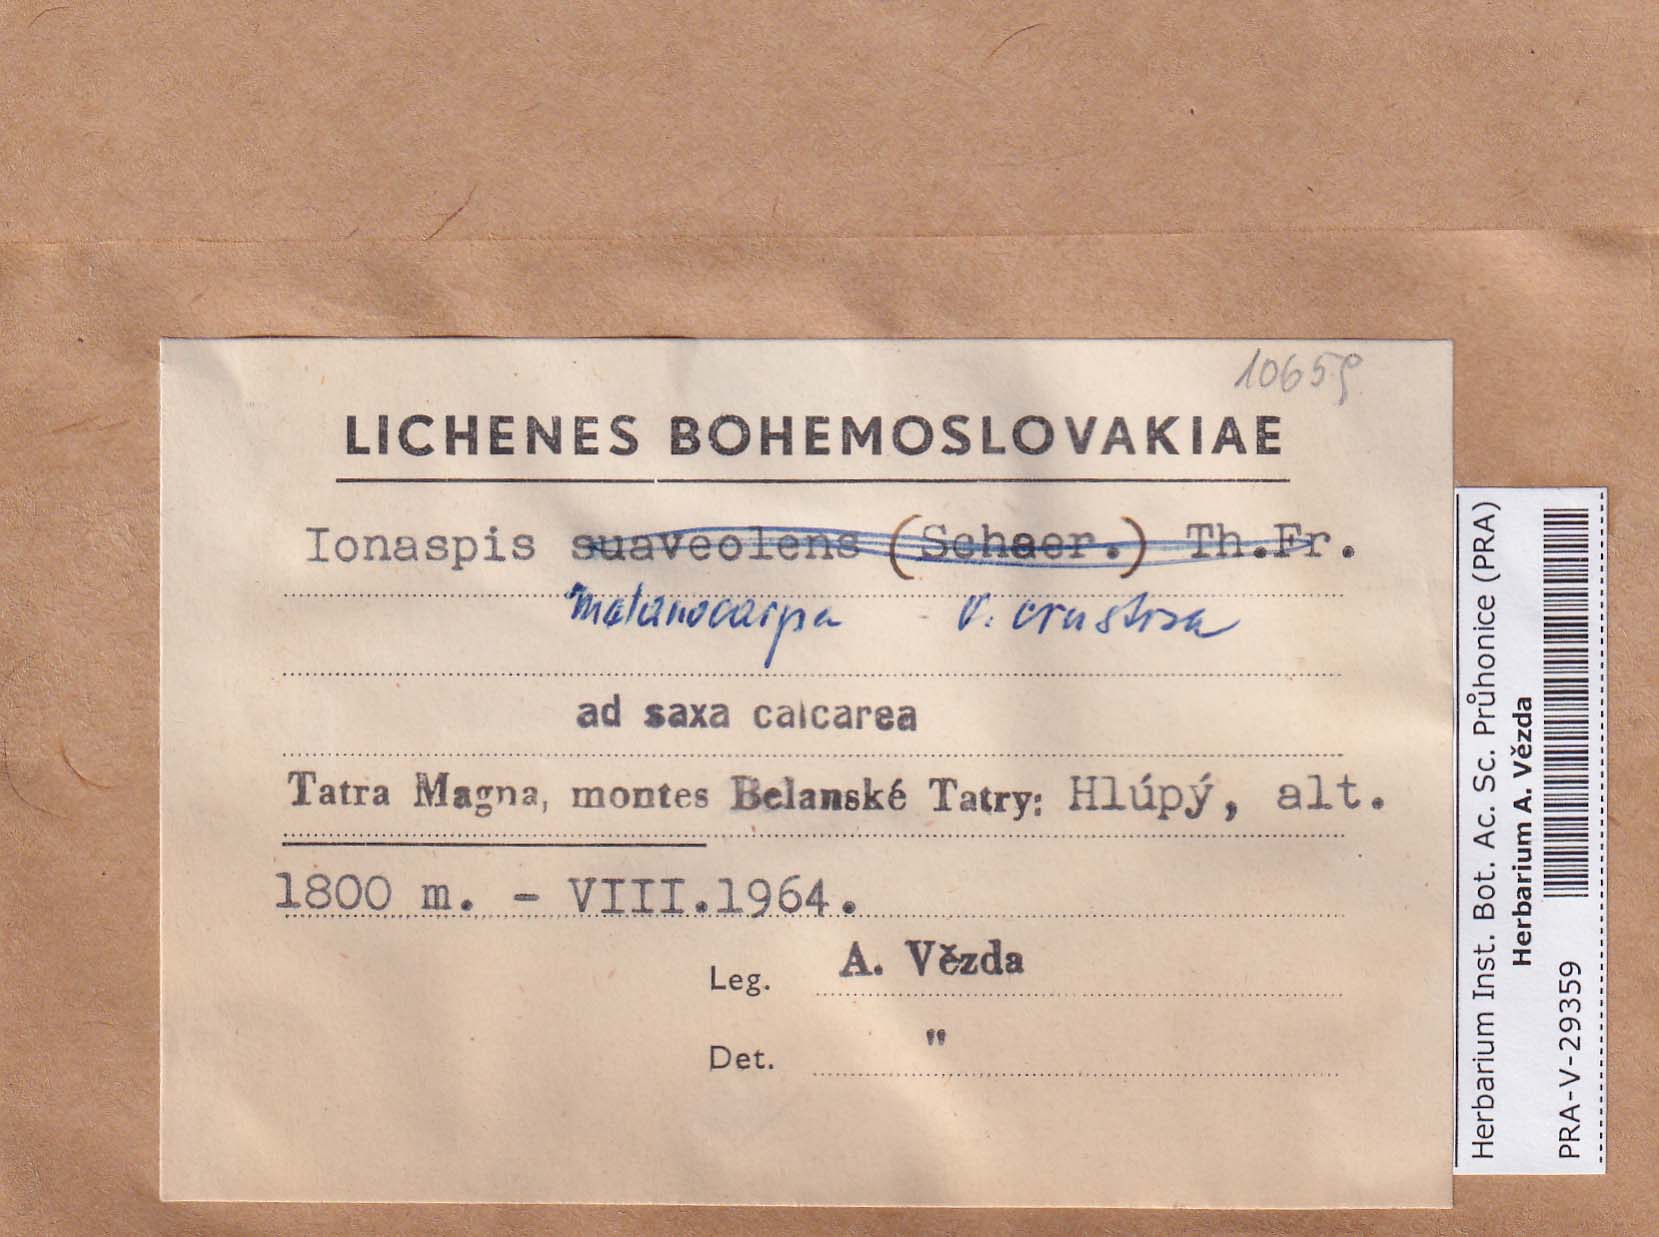 10659
LICHENES BOHEMOSLOVAKIAE
Ionaspis suaveolens (Schaer.) Th.Fr.
melanocarpa v. crustosa
ad saxa calcarea
Tatra Magna, montes Belanské Tatry: Hlúpý, alt.
1800 m. - VIII.1964.
Leg. A. Vězda
Det. "
Herbarium Inst. Bot. Ac. Sc. Průhonice (PRA)
Herbarium A. Vězda
PRA-V-29359